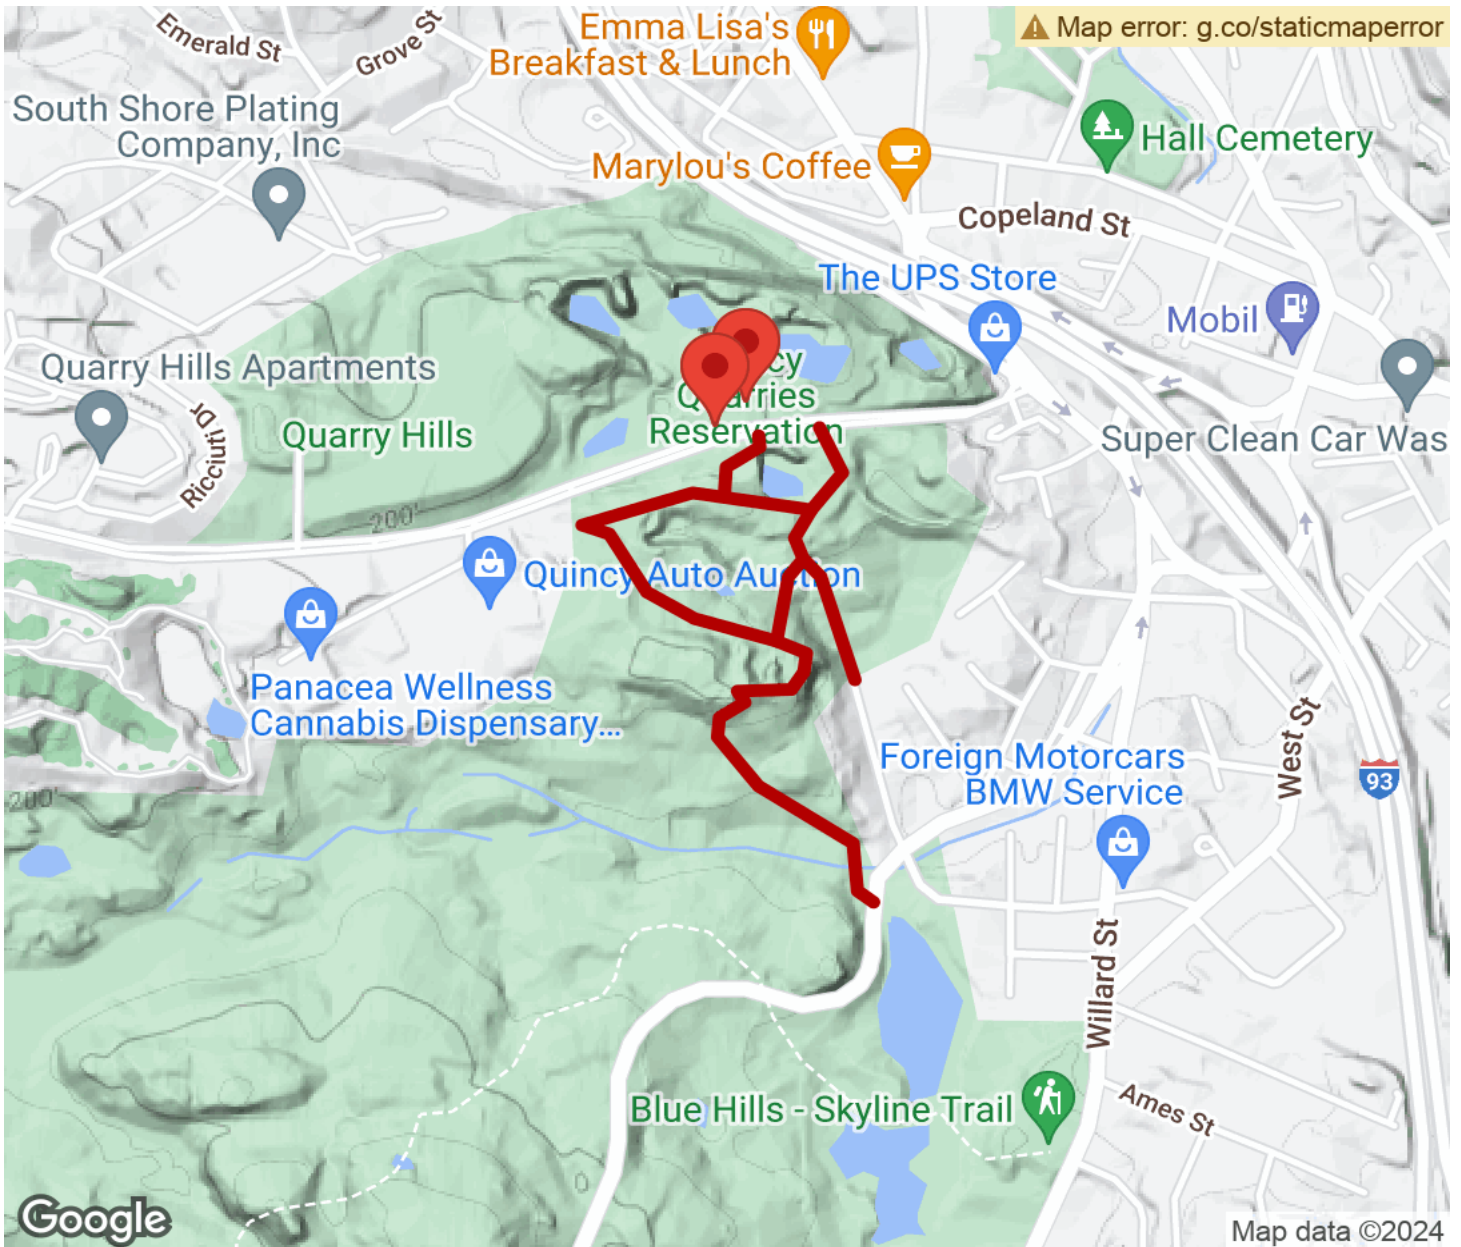 Emerald St
Grove St
Emma Lisa's
Breakfast & Lunch
Map error: g.co/staticmaperror
South Shore Plating
Company, Inc
Marylou's Coffee
Hall Cemetery
Copeland St
The UPS Store
Mobil
Quarry Hills Apartments
Ricciuti Dr
Quarry Hills
cy
Quarries
Reservation
Super Clean Car Was
200'
Quincy Auto Auction
Panacea Wellness
Cannabis Dispensary...
200'
Foreign Motorcars
BMW Service
West St
93
Willard St
Blue Hills - Skyline Trail
Ames St
Google
Map data ©2024